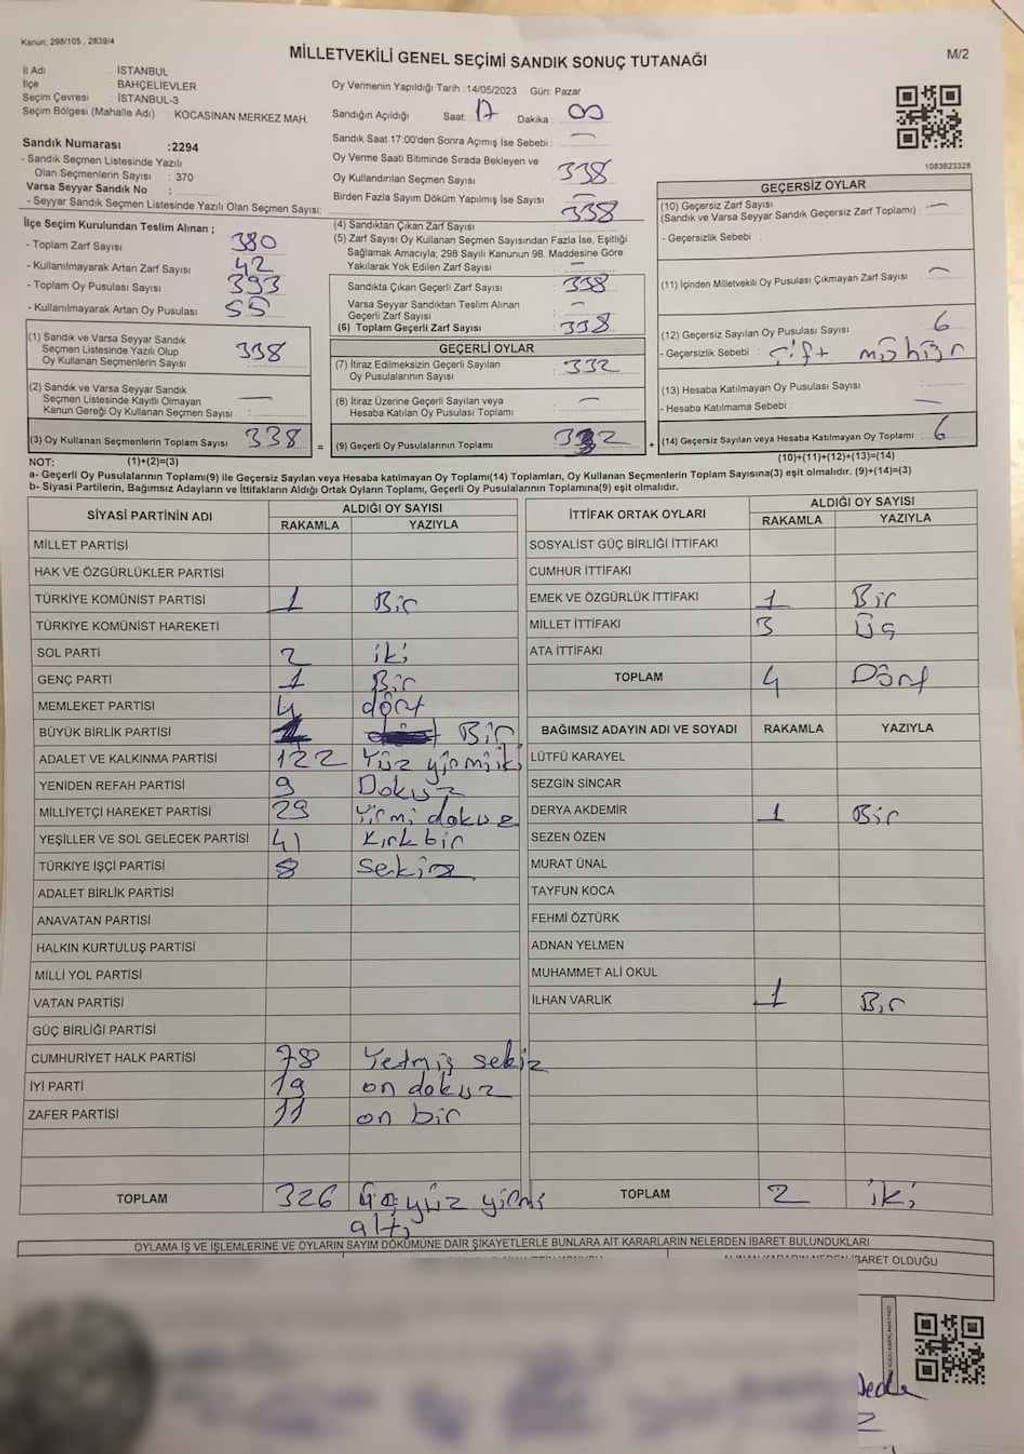 Kanun: 298/105 , 2839/4
MİLLETVEKİLİ GENEL SEÇİMİ SANDIK SONUÇ TUTANAĞI
M/2
İl Adı İSTANBUL
İlçe BAHÇELİEVLER
Seçim Çevresi İSTANBUL-3
Seçim Bölgesi (Mahalle Adı) KOCASİNAN MERKEZ MAH.
Sandık Numarası :2294
- Sandık Seçmen Listesinde Yazılı
Olan Seçmenlerin Sayısı : 370
Varsa Seyyar Sandık No :
- Seyyar Sandık Seçmen Listesinde Yazılı Olan Seçmen Sayısı:
İlçe Seçim Kurulundan Teslim Alınan ;
- Toplam Zarf Sayısı 380
- Kullanılmayarak Artan Zarf Sayısı 42
- Toplam Oy Pusulası Sayısı 393
- Kullanılmayarak Artan Oy Pusulası 55
(1) Sandık ve Varsa Seyyar Sandık
Seçmen Listesinde Yazılı Olup
Oy Kullanan Seçmenlerin Sayısı 338
(2) Sandık ve Varsa Seyyar Sandık
Seçmen Listesinde Kayıtlı Olmayan
Kanun Gereği Oy Kullanan Seçmen Sayısı —
(3) Oy Kullanan Seçmenlerin Toplam Sayısı 338 =
Oy Vermenin Yapıldığı Tarih :14/05/2023 Gün: Pazar
Sandığın Açıldığı Saat: 17 Dakika : 00
Sandık Saat 17:00'den Sonra Açımış İse Sebebi : —
Oy Verme Saati Bitiminde Sırada Bekleyen ve
Oy Kullandırılan Seçmen Sayısı 338
Birden Fazla Sayım Döküm Yapılmış İse Sayısı —
(4) Sandıktan Çıkan Zarf Sayısı 338
(5) Zarf Sayısı Oy Kullanan Seçmen Sayısından Fazla İse, Eşitliği
Sağlamak Amacıyla; 298 Sayılı Kanunun 98. Maddesine Göre
Yakılarak Yok Edilen Zarf Sayısı —
Sandıkta Çıkan Geçerli Zarf Sayısı 338
Varsa Seyyar Sandıktan Teslim Alınan
Geçerli Zarf Sayısı —
(6) Toplam Geçerli Zarf Sayısı 338
GEÇERLİ OYLAR
(7) İtiraz Edilmeksizin Geçerli Sayılan
Oy Pusulalarının Sayısı : 332
(8) İtiraz Üzerine Geçerli Sayılan veya
Hesaba Katılan Oy Pusulası Toplamı —
(9) Geçerli Oy Pusulalarının Toplamı 332 +
1083823328
GEÇERSİZ OYLAR
(10) Geçersiz Zarf Sayısı —
(Sandık ve Varsa Seyyar Sandık Geçersiz Zarf Toplamı)
- Geçersizlik Sebebi :
(11) İçinden Milletvekili Oy Pusulası Çıkmayan Zarf Sayısı —
(12) Geçersiz Sayılan Oy Pusulası Sayısı 6
- Geçersizlik Sebebi çift mühür
(13) Hesaba Katılmayan Oy Pusulası Sayısı
- Hesaba Katılmama Sebebi : —
(14) Geçersiz Sayılan veya Hesaba Katılmayan Oy Toplamı 6
(10)+(11)+(12)+(13)=(14)
NOT: (1)+(2)=(3)
a- Geçerli Oy Pusulalarının Toplamı(9) ile Geçersiz Sayılan veya Hesaba katılmayan Oy Toplamı(14) Toplamları, Oy Kullanan Seçmenlerin Toplam Sayısına(3) eşit olmalıdır. (9)+(14)=(3)
b- Siyasi Partilerin, Bağımsız Adayların ve İttifakların Aldığı Ortak Oyların Toplamı, Geçerli Oy Pusulalarının Toplamına(9) eşit olmalıdır.
SİYASİ PARTİNİN ADI ALDIĞI OY SAYISI
RAKAMLA YAZIYLA
MİLLET PARTİSİ
HAK VE ÖZGÜRLÜKLER PARTİSİ
TÜRKİYE KOMÜNİST PARTİSİ 1 Bir
TÜRKİYE KOMÜNİST HAREKETİ
SOL PARTİ 2 iki
GENÇ PARTİ 1 Bir
MEMLEKET PARTİSİ 4 dört
BÜYÜK BİRLİK PARTİSİ 1 Bir
ADALET VE KALKINMA PARTİSİ 122 Yüz yirmi iki
YENİDEN REFAH PARTİSİ 9 Dokuz
MİLLİYETÇİ HAREKET PARTİSİ 29 Yirmi dokuz
YEŞİLLER VE SOL GELECEK PARTİSİ 41 Kırk bir
TÜRKİYE İŞÇİ PARTİSİ 8 Sekiz
ADALET BİRLİK PARTİSİ
ANAVATAN PARTİSİ
HALKIN KURTULUŞ PARTİSİ
MİLLİ YOL PARTİSİ
VATAN PARTİSİ
GÜÇ BİRLİĞİ PARTİSİ
CUMHURİYET HALK PARTİSİ 78 Yetmiş sekiz
İYİ PARTİ 19 on dokuz
ZAFER PARTİSİ 11 on bir
TOPLAM 326 Üçyüz yirmi
altı
İTTİFAK ORTAK OYLARI ALDIĞI OY SAYISI
RAKAMLA YAZIYLA
SOSYALİST GÜÇ BİRLİĞİ İTTİFAKI
CUMHUR İTTİFAKI
EMEK VE ÖZGÜRLÜK İTTİFAKI 1 Bir
MİLLET İTTİFAKI 3 Üç
ATA İTTİFAKI
TOPLAM 4 Dört
BAĞIMSIZ ADAYIN ADI VE SOYADI RAKAMLA YAZIYLA
LÜTFÜ KARAYEL
SEZGİN SİNCAR
DERYA AKDEMİR 1 Bir
SEZEN ÖZEN
MURAT ÜNAL
TAYFUN KOCA
FEHMİ ÖZTÜRK
ADNAN YELMEN
MUHAMMET ALİ OKUL
İLHAN VARLIK 1 Bir
TOPLAM 2 iki
OYLAMA İŞ VE İŞLEMLERİNE VE OYLARIN SAYIM DÖKÜMÜNE DAİR ŞİKAYETLERLE BUNLARA AİT KARARLARIN NELERDEN İBARET BULUNDUKLARI
İBARET OLDUĞU